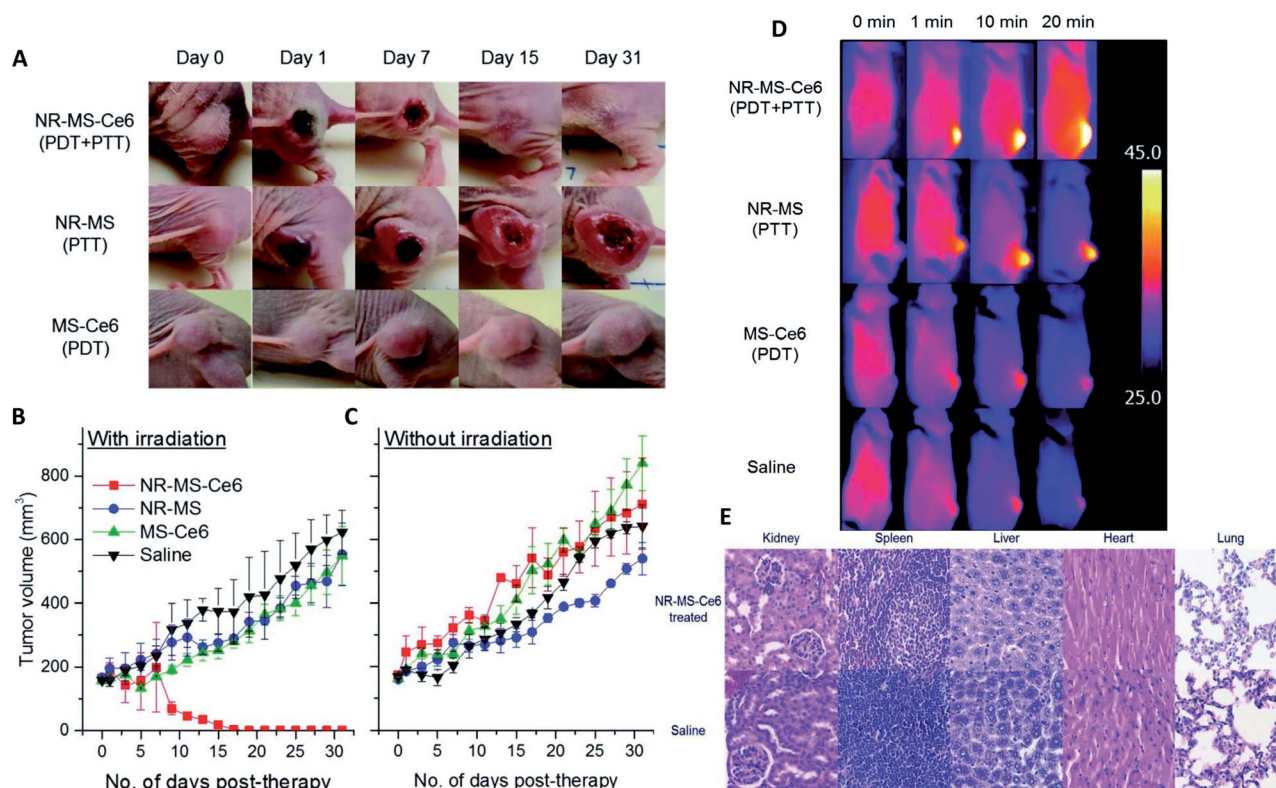 A
Day 0 Day 1 Day 7 Day 15 Day 31
NR-MS-Ce6
(PDT+PTT)
NR-MS
(PTT)
MS-Ce6
(PDT)
B
With irradiation
NR-MS-Ce6
NR-MS
MS-Ce6
Saline
Tumor volume (mm³)
800
600
400
200
0
0 5 10 15 20 25 30
No. of days post-therapy
C
Without irradiation
0 5 10 15 20 25 30
No. of days post-therapy
D
0 min 1 min 10 min 20 min
NR-MS-Ce6
(PDT+PTT)
NR-MS
(PTT)
MS-Ce6
(PDT)
Saline
45.0
25.0
E
Kidney Spleen Liver Heart Lung
NR-MS-Ce6
treated
Saline
7